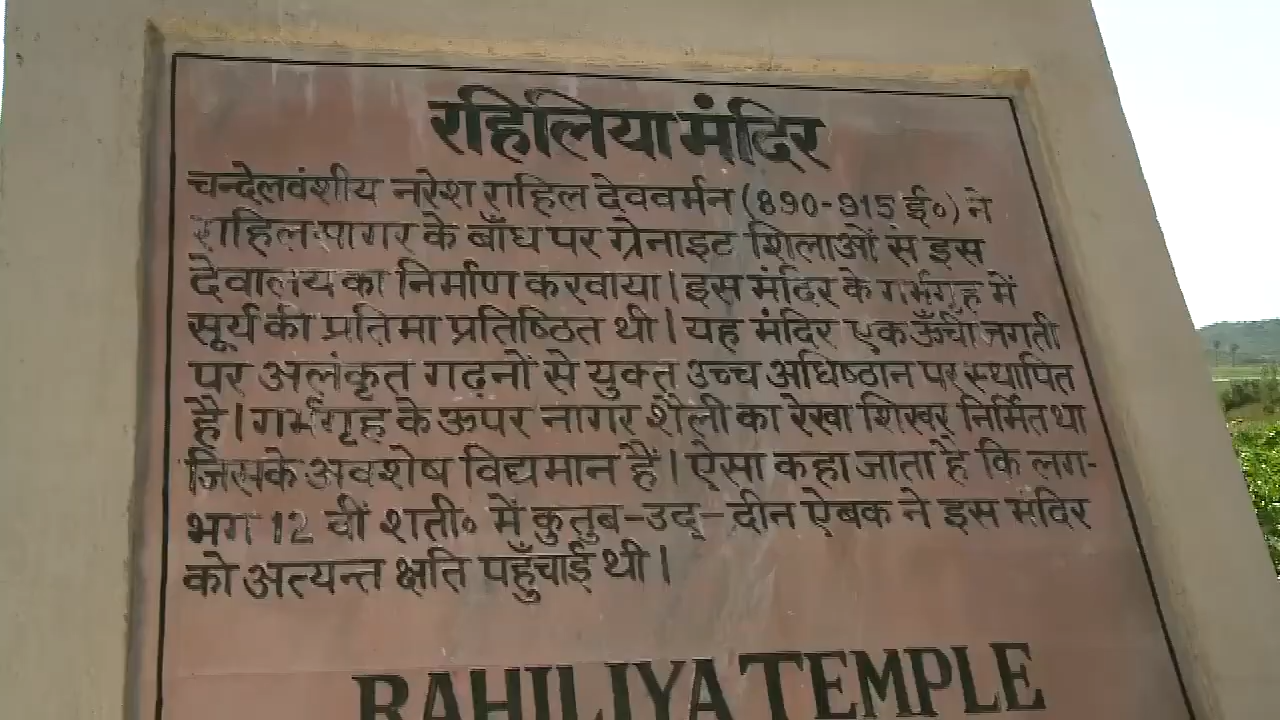 रहिलिया मंदिर
चन्देलवंशीय नरेश राहिल देववर्मन (890-915 ई०) ने
राहिल सागर के बाँध पर ग्रेनाइट शिलाओं से इस
देवालय का निर्माण करवाया। इस मंदिर के गर्भगृह में
सूर्य की प्रतिमा प्रतिष्ठित थी। यह मंदिर एक ऊँची जगती
पर अलंकृत गढ़नों से युक्त उच्च अधिष्ठान पर स्थापित
है। गर्भगृह के ऊपर नागर शैली का रेखा शिखर निर्मित था
जिसके अवशेष विद्यमान हैं। ऐसा कहा जाता है कि लग-
भग 12 वीं शती० में कुतुब-उद्-दीन ऐबक ने इस मंदिर
को अत्यन्त क्षति पहुँचाई थी।
RAHILIYA TEMPLE